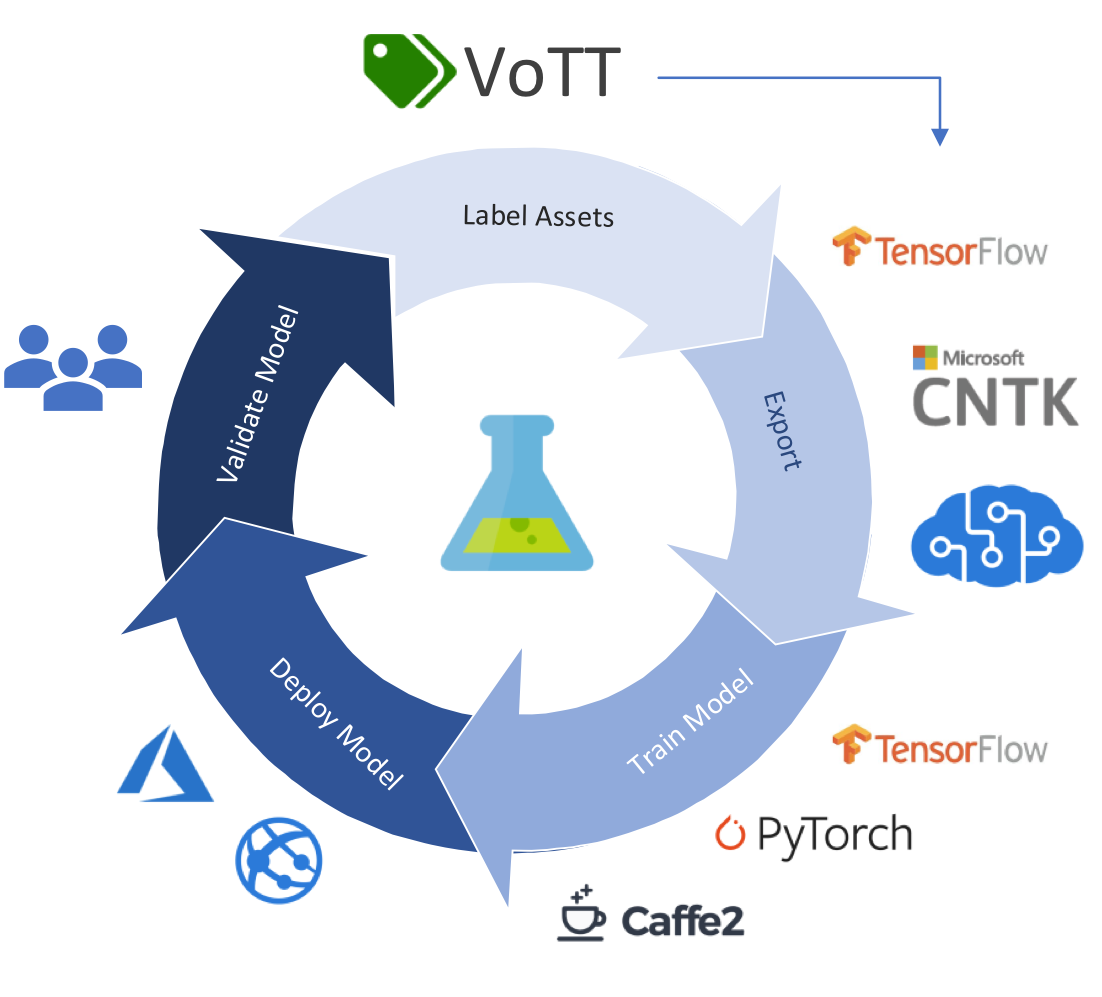 VoTT
Label Assets
TensorFlow
Microsoft
CNTK
Export
Validate Model
Train Model
Deploy Model
TensorFlow
PyTorch
Caffe2